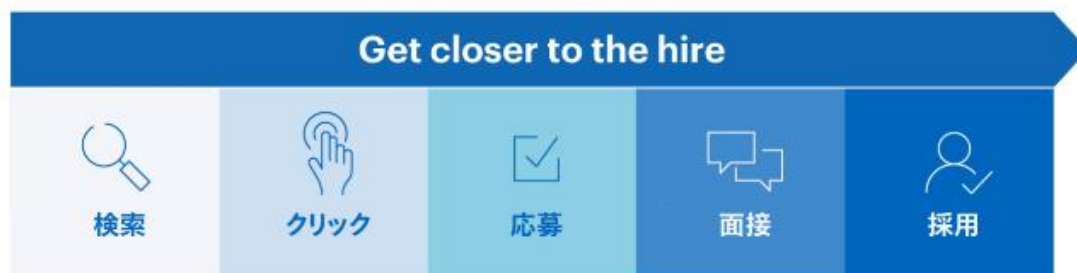 Get closer to the hire
検索
クリック
応募
面接
採用